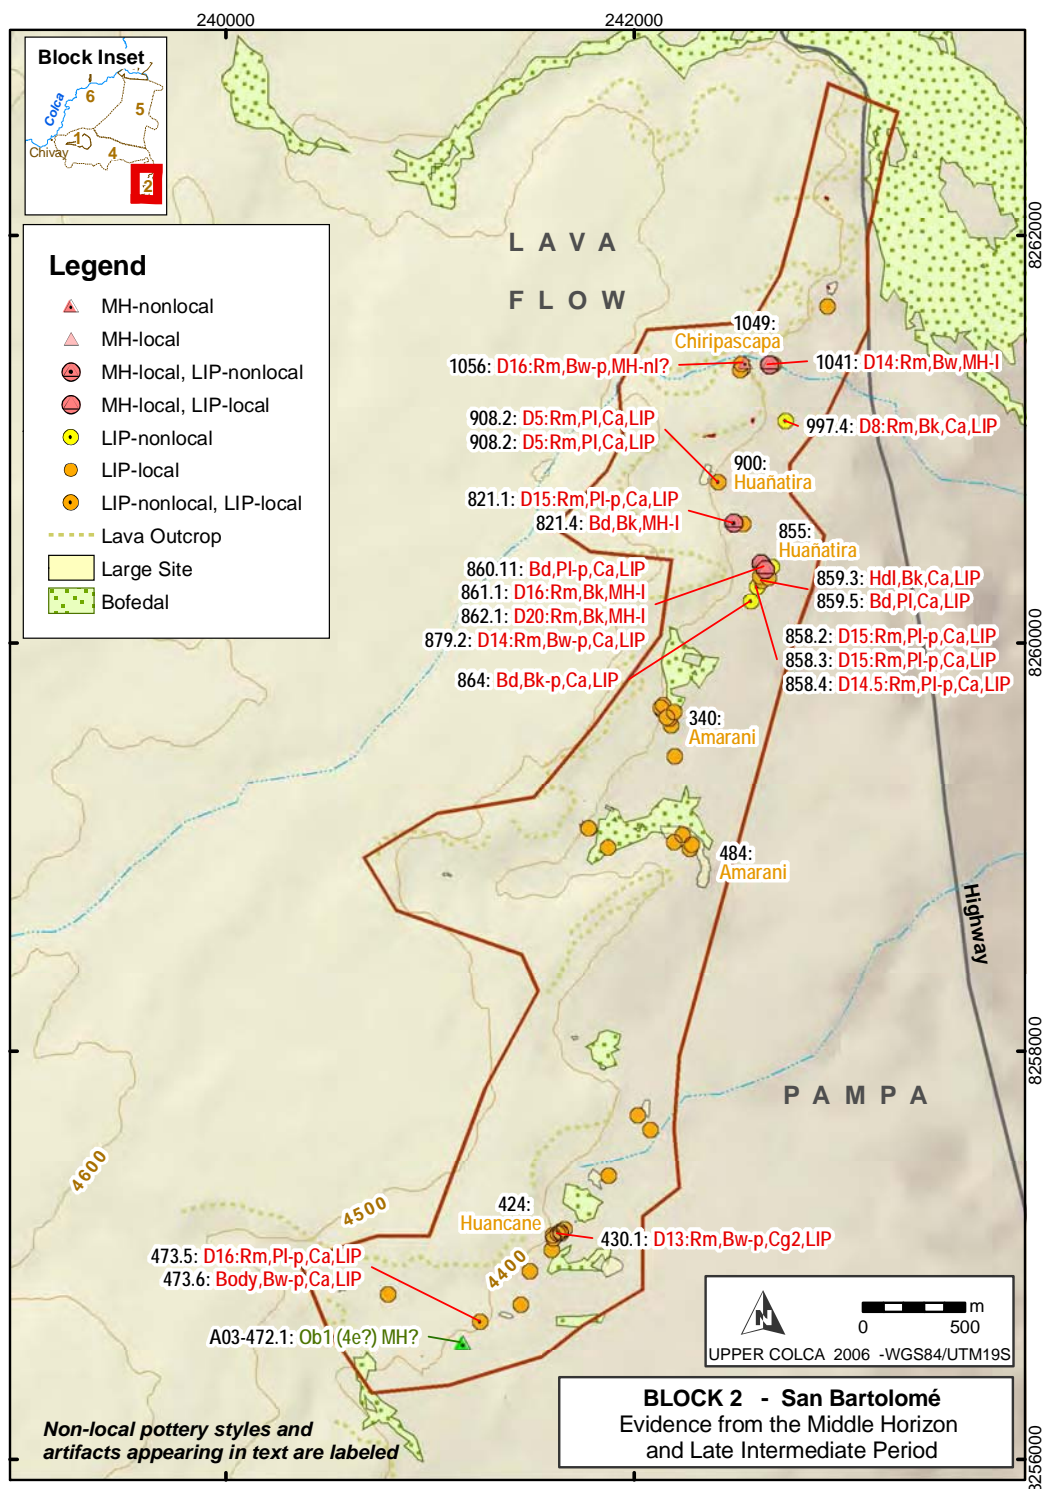 240000
242000
Block Inset
Colca
6
5
1
4
Chivay
2
8262000
LAVA
FLOW
Legend
MH-nonlocal
MH-local
MH-local, LIP-nonlocal
MH-local, LIP-local
LIP-nonlocal
LIP-local
LIP-nonlocal, LIP-local
Lava Outcrop
Large Site
Bofedal
1049:
Chiripascapa
1056: D16:Rm,Bw-p,MH-nl?
1041: D14:Rm,Bw,MH-l
908.2: D5:Rm,Pl,Ca,LIP
908.2: D5:Rm,Pl,Ca,LIP
997.4: D8:Rm,Bk,Ca,LIP
900:
Huañatira
821.1: D15:Rm,Pl-p,Ca,LIP
821.4: Bd,Bk,MH-l
855:
Huañatira
860.11: Bd,Pl-p,Ca,LIP
861.1: D16:Rm,Bk,MH-l
862.1: D20:Rm,Bk,MH-l
879.2: D14:Rm,Bw-p,Ca,LIP
859.3: Hdl,Bk,Ca,LIP
859.5: Bd,Pl,Ca,LIP
858.2: D15:Rm,Pl-p,Ca,LIP
858.3: D15:Rm,Pl-p,Ca,LIP
858.4: D14.5:Rm,Pl-p,Ca,LIP
864: Bd,Bk-p,Ca,LIP
8260000
340:
Amarani
484:
Amarani
Highway
8258000
PAMPA
4600
4500
4400
424:
Huancane
430.1: D13:Rm,Bw-p,Cg2,LIP
473.5: D16:Rm,Pl-p,Ca,LIP
473.6: Body,Bw-p,Ca,LIP
A03-472.1: Ob1 (4e?) MH?
N
m
0 500
UPPER COLCA 2006 -WGS84/UTM19S
BLOCK 2 - San Bartolomé
Evidence from the Middle Horizon
and Late Intermediate Period
Non-local pottery styles and
artifacts appearing in text are labeled
8256000